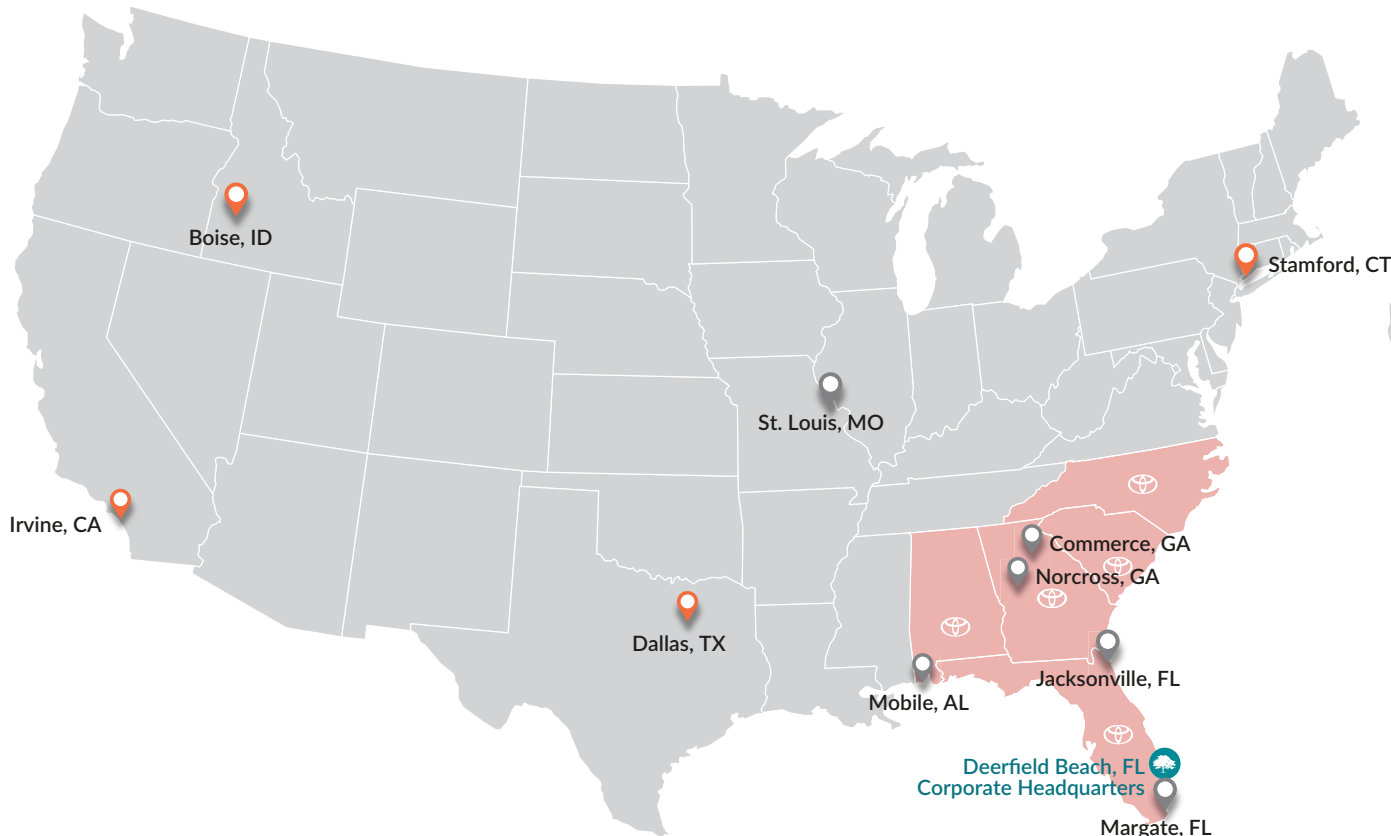 Boise, ID
Stamford, CT
St. Louis, MO
Irvine, CA
Commerce, GA
Norcross, GA
Dallas, TX
Jacksonville, FL
Mobile, AL
Deerfield Beach, FL
Corporate Headquarters
Margate, FL